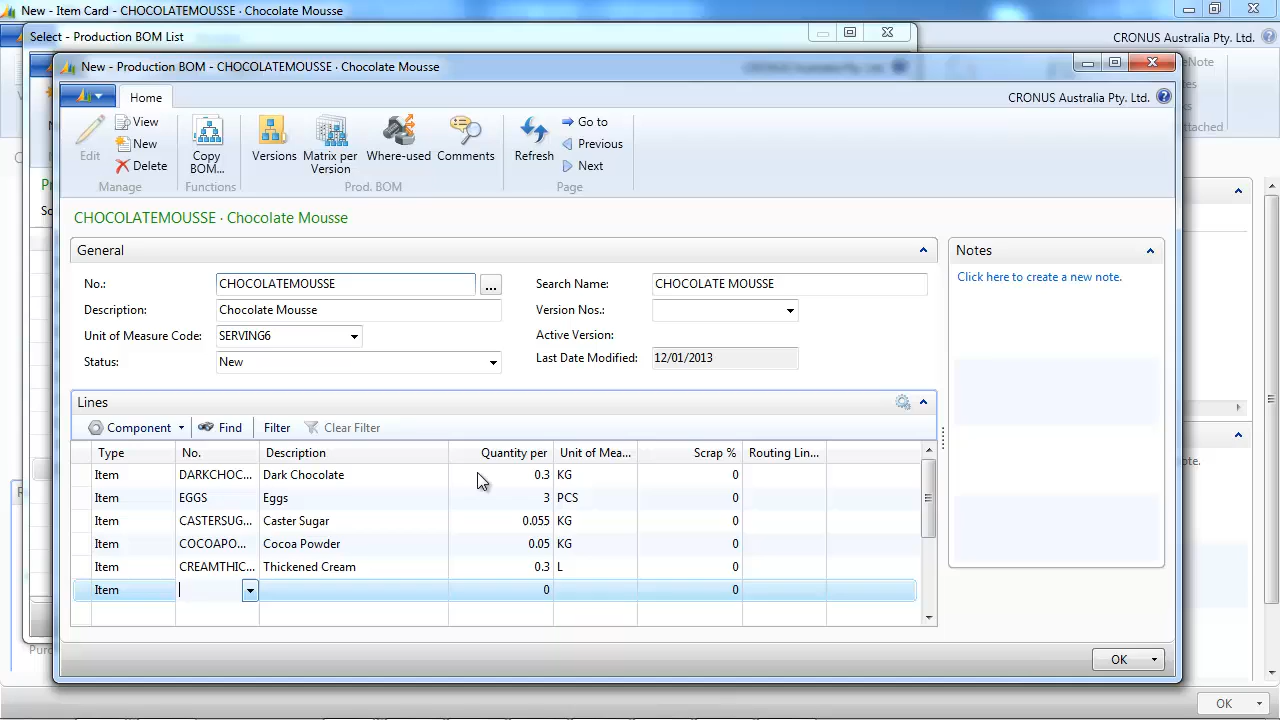 New - Item Card - CHOCOLATEMOUSSE · Chocolate Mousse
Select - Production BOM List
CRONUS Australia Pty. Ltd.
New - Production BOM - CHOCOLATEMOUSSE · Chocolate Mousse
Home
CRONUS Australia Pty. Ltd.
Edit
View
New
Delete
Manage
Copy BOM...
Functions
Versions
Matrix per Version
Where-used
Comments
Prod. BOM
Refresh
Go to
Previous
Next
Page
CHOCOLATEMOUSSE · Chocolate Mousse
General
No.: CHOCOLATEMOUSSE ... Search Name: CHOCOLATE MOUSSE
Description: Chocolate Mousse Version Nos.:
Unit of Measure Code: SERVING6 Active Version:
Status: New Last Date Modified: 12/01/2013
Notes
Click here to create a new note.
Lines
Component Find Filter Clear Filter
Type No. Description Quantity per Unit of Mea... Scrap % Routing Lin...
Item DARKCHOC... Dark Chocolate 0.3 KG 0
Item EGGS Eggs 3 PCS 0
Item CASTERSUG... Caster Sugar 0.055 KG 0
Item COCOAPO... Cocoa Powder 0.05 KG 0
Item CREAMTHIC... Thickened Cream 0.3 L 0
Item 0 0
OK
Purc
OK